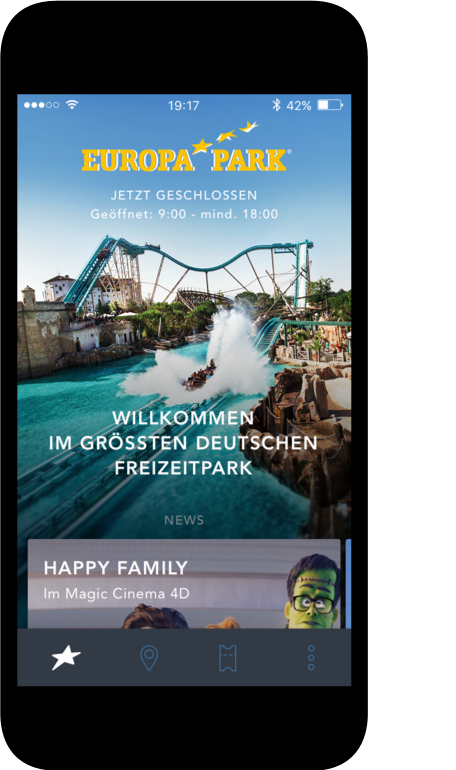 19:17
42%
EUROPA PARK®
JETZT GESCHLOSSEN
Geöffnet: 9:00 - mind. 18:00
WILLKOMMEN
IM GRÖSSTEN DEUTSCHEN
FREIZEITPARK
NEWS
HAPPY FAMILY
Im Magic Cinema 4D